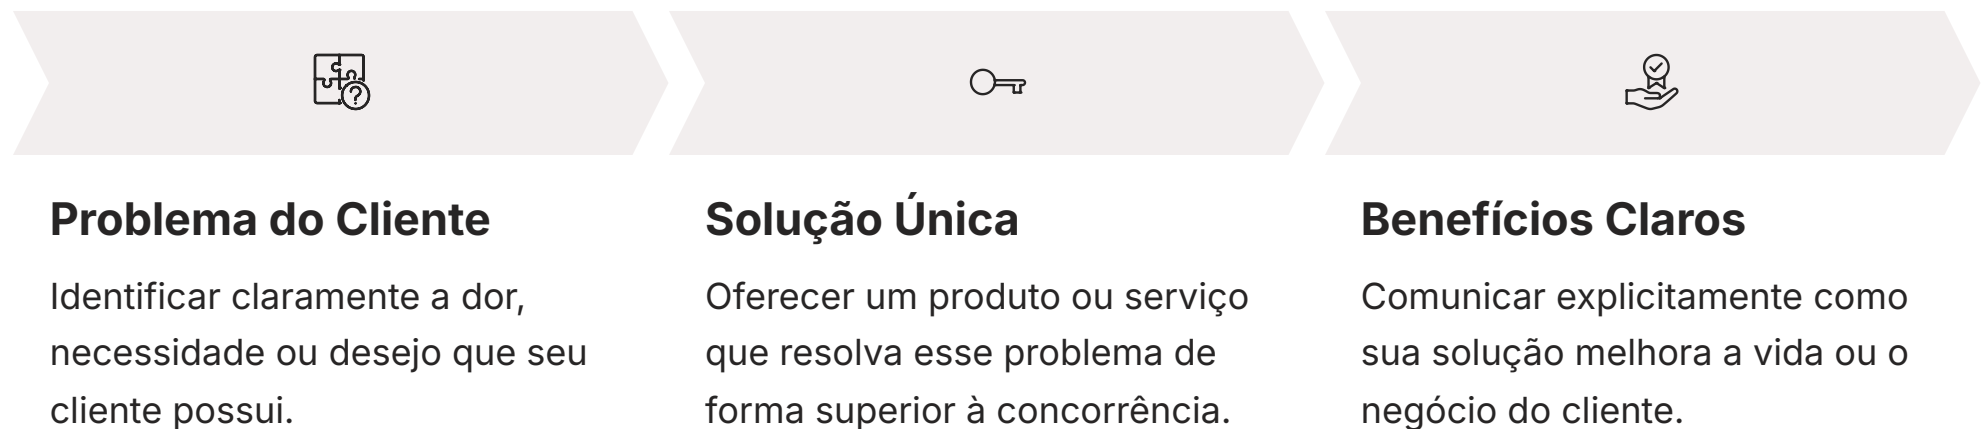 Problema do Cliente
Identificar claramente a dor,
necessidade ou desejo que seu
cliente possui.
Solução Única
Oferecer um produto ou serviço
que resolva esse problema de
forma superior à concorrência.
Benefícios Claros
Comunicar explicitamente como
sua solução melhora a vida ou o
negócio do cliente.